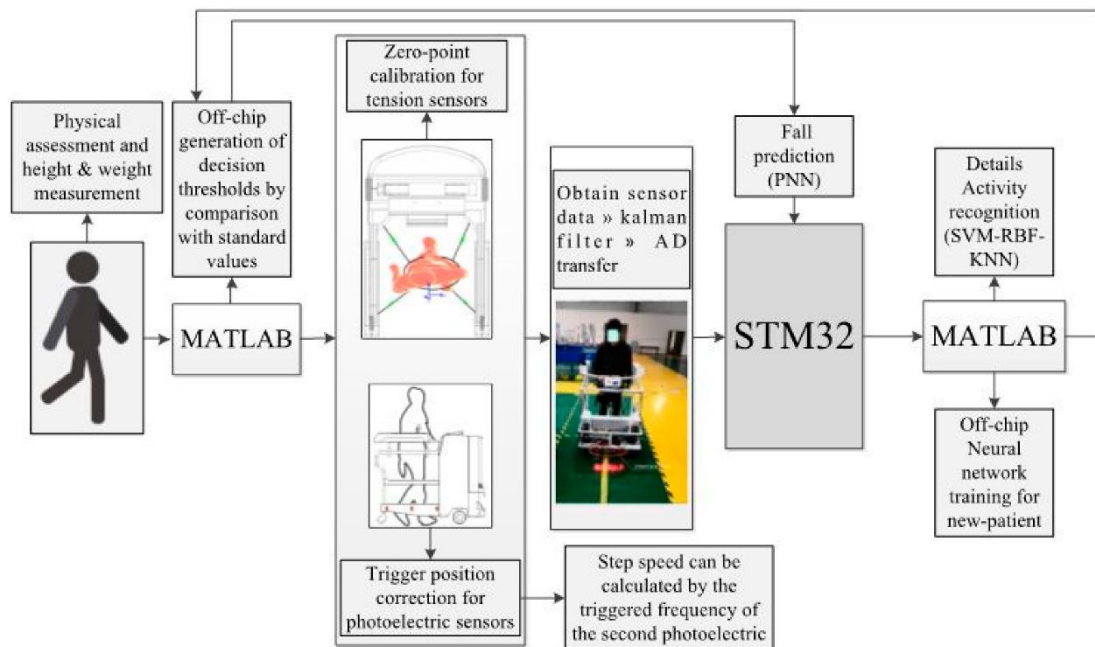 Physical
assessment and
height & weight
measurement
Off-chip
generation of
decision
thresholds by
comparison
with standard
values
MATLAB
Zero-point
calibration for
tension sensors
Trigger position
correction for
photoelectric sensors
Step speed can be
calculated by the
triggered frequency of
the second photoelectric
Obtain sensor
data » kalman
filter » AD
transfer
Fall
prediction
(PNN)
STM32
Details
Activity
recognition
(SVM-RBF-
KNN)
MATLAB
Off-chip
Neural
network
training for
new-patient